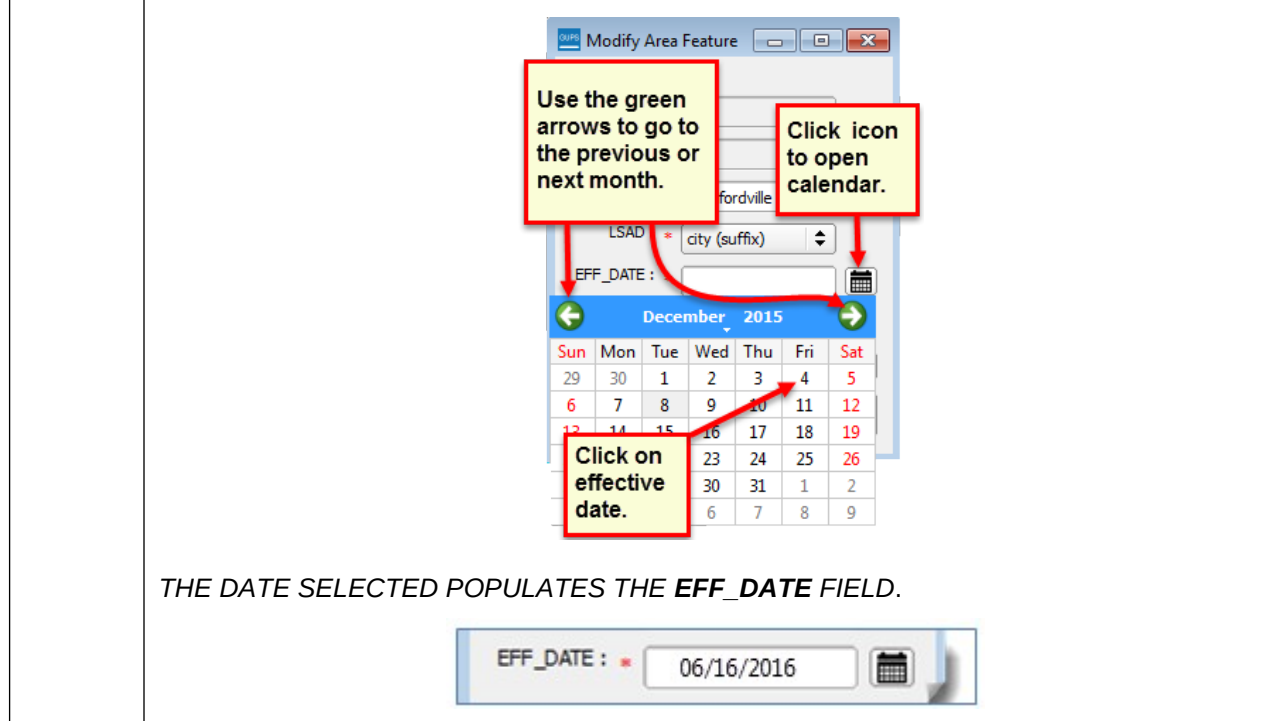 GUPS Modify Area Feature
Use the green
arrows to go to
the previous or
next month.
Click icon
to open
calendar.
fordville
LSAD * city (suffix)
EFF_DATE :
December 2015
Sun Mon Tue Wed Thu Fri Sat
29 30 1 2 3 4 5
6 7 8 9 10 11 12
13 14 15 16 17 18 19
23 24 25 26
30 31 1 2
6 7 8 9
Click on
effective
date.
THE DATE SELECTED POPULATES THE EFF_DATE FIELD.
EFF_DATE : * 06/16/2016